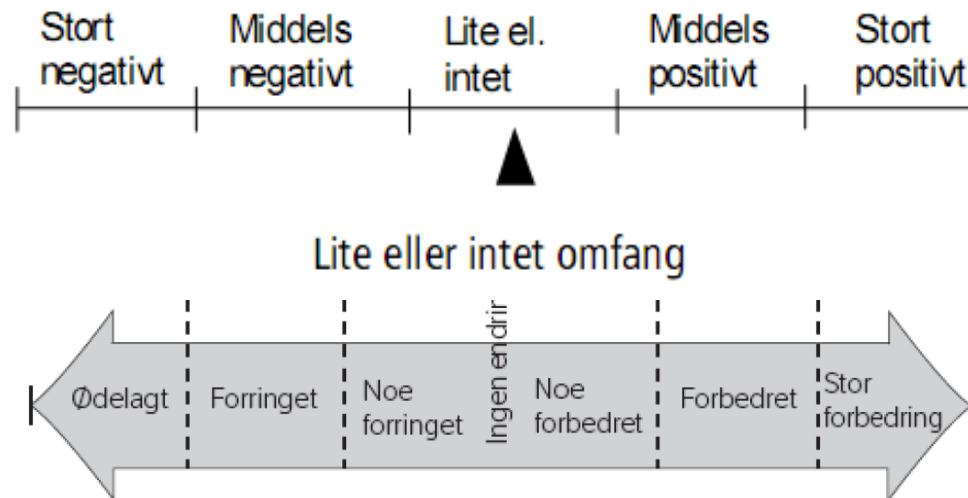 Stort
negativt
Middels
negativt
Lite el.
intet
Middels
positivt
Stort
positivt
Lite eller intet omfang
Ødelagt
Forringet
Noe
forringet
Ingen endrir
Noe
forbedret
Forbedret
Stor
forbedring